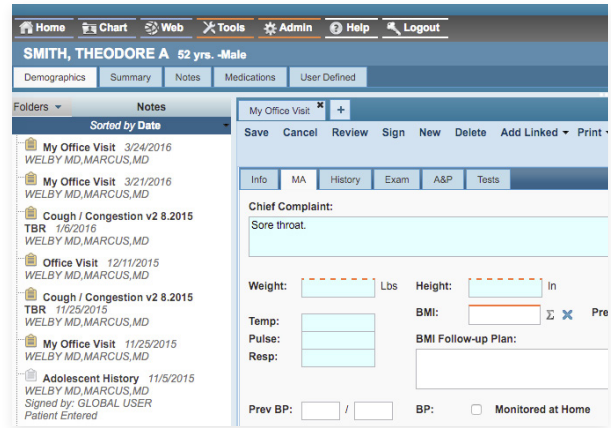 Home Chart Web Tools Admin Help Logout
SMITH, THEODORE A 52 yrs. -Male
Demographics Summary Notes Medications User Defined
Folders Notes
Sorted by Date
My Office Visit 3/24/2016
WELBY MD,MARCUS,MD
My Office Visit 3/21/2016
WELBY MD,MARCUS,MD
Cough / Congestion v2 8.2015
TBR 1/6/2016
WELBY MD,MARCUS,MD
Office Visit 12/11/2015
WELBY MD,MARCUS,MD
Cough / Congestion v2 8.2015
TBR 11/25/2015
WELBY MD,MARCUS,MD
My Office Visit 11/25/2015
WELBY MD,MARCUS,MD
Adolescent History 11/5/2015
WELBY MD,MARCUS,MD
Signed by: GLOBAL USER
Patient Entered
My Office Visit × +
Save Cancel Review Sign New Delete Add Linked Print
Info MA History Exam A&P Tests
Chief Complaint:
Sore throat.
Weight: Lbs Height: In
BMI: Σ Pre
Temp:
Pulse: BMI Follow-up Plan:
Resp:
Prev BP: / BP: Monitored at Home